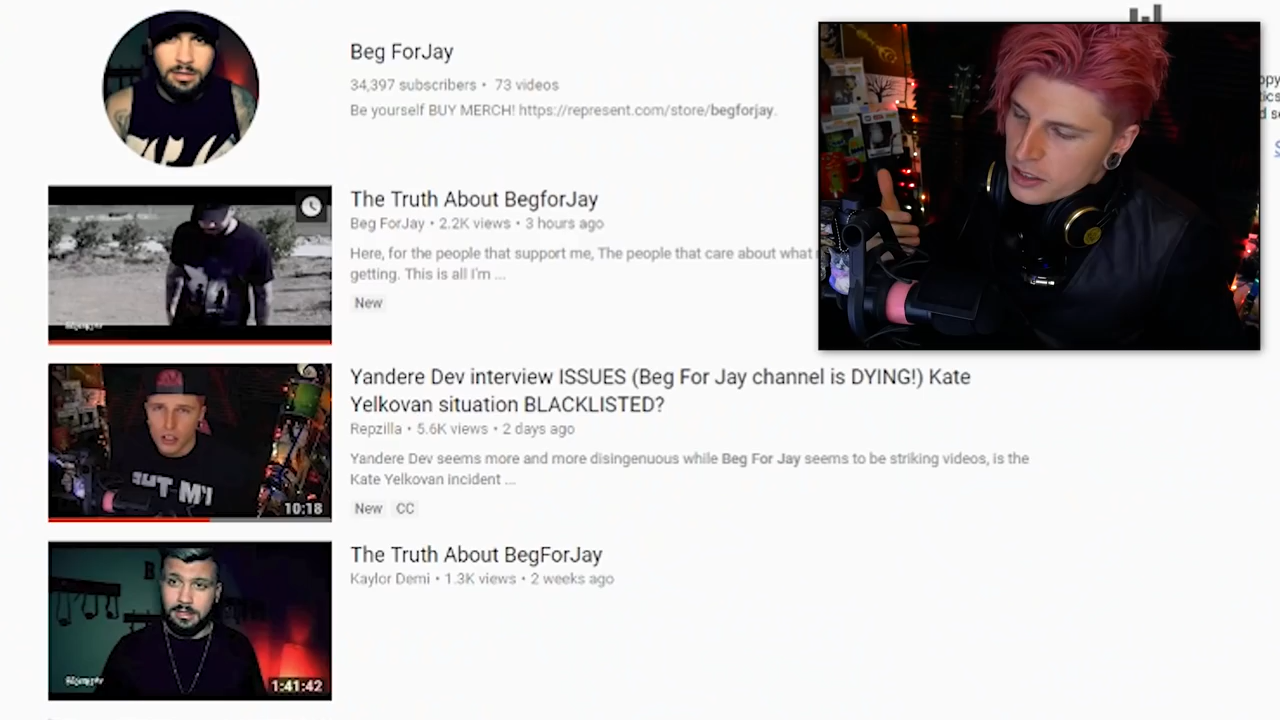 Beg ForJay
34,397 subscribers • 73 videos
Be yourself BUY MERCH! https://represent.com/store/begforjay.
The Truth About BegforJay
Beg ForJay • 2.2K views • 3 hours ago
Here, for the people that support me, The people that care about what
getting. This is all I'm ...
New
Yandere Dev interview ISSUES (Beg For Jay channel is DYING!) Kate
Yelkovan situation BLACKLISTED?
Repzilla • 5.6K views • 2 days ago
Yandere Dev seems more and more disingenuous while Beg For Jay seems to be striking videos, is the
Kate Yelkovan incident ...
New CC
10:18
The Truth About BegForJay
Kaylor Demi • 1.3K views • 2 weeks ago
1:41:42